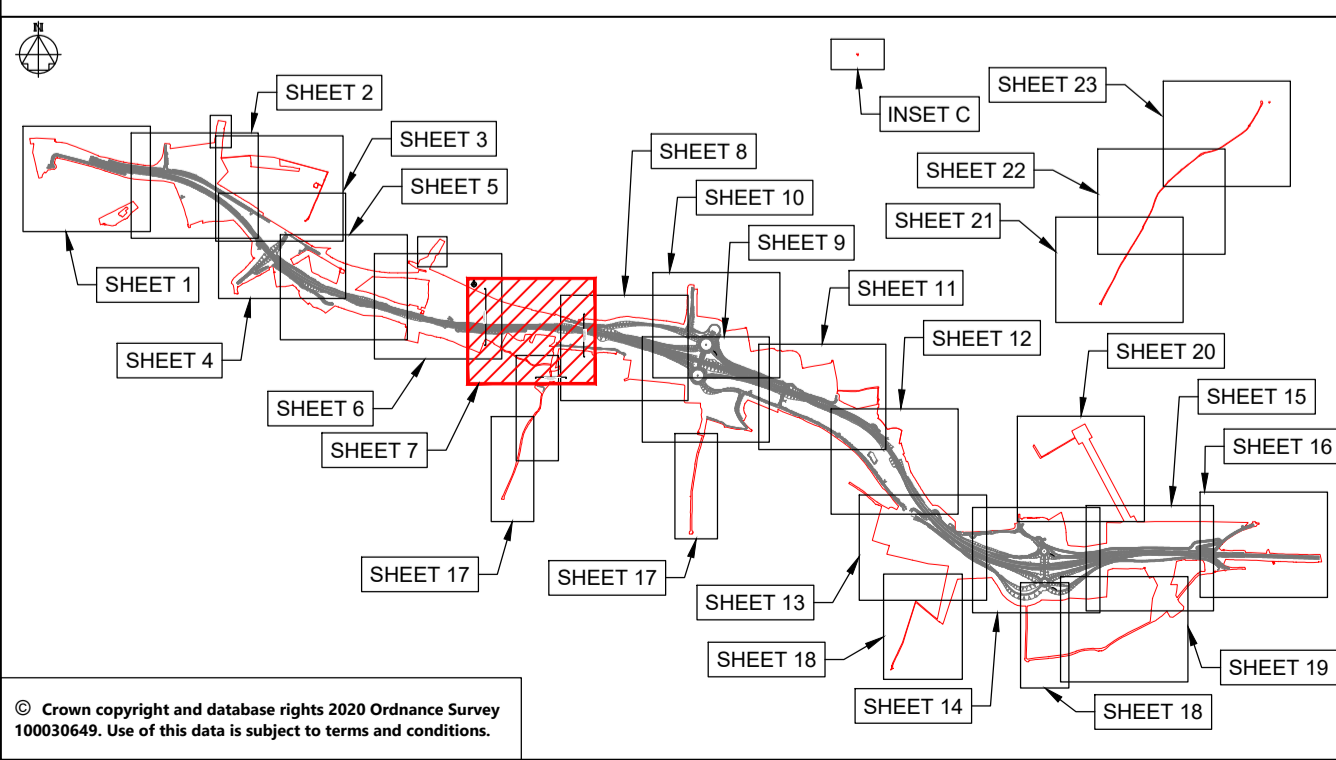 N
SHEET 2
SHEET 3
SHEET 5
SHEET 1
SHEET 4
SHEET 6
SHEET 7
SHEET 8
SHEET 10
SHEET 9
SHEET 11
SHEET 12
INSET C
SHEET 23
SHEET 22
SHEET 21
SHEET 20
SHEET 15
SHEET 16
SHEET 17
SHEET 17
SHEET 13
SHEET 18
SHEET 14
SHEET 19
SHEET 18
© Crown copyright and database rights 2020 Ordnance Survey
100030649. Use of this data is subject to terms and conditions.